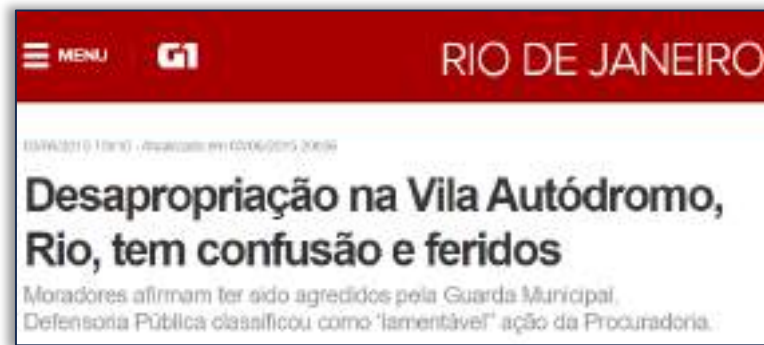 MENU G1 RIO DE JANEIRO
Desapropriação na Vila Autódromo,
Rio, tem confusão e feridos
Moradores afirmam ter sido agredidos pela Guarda Municipal.
Defensoria Pública classificou como 'lamentável" ação da Procuradoria.